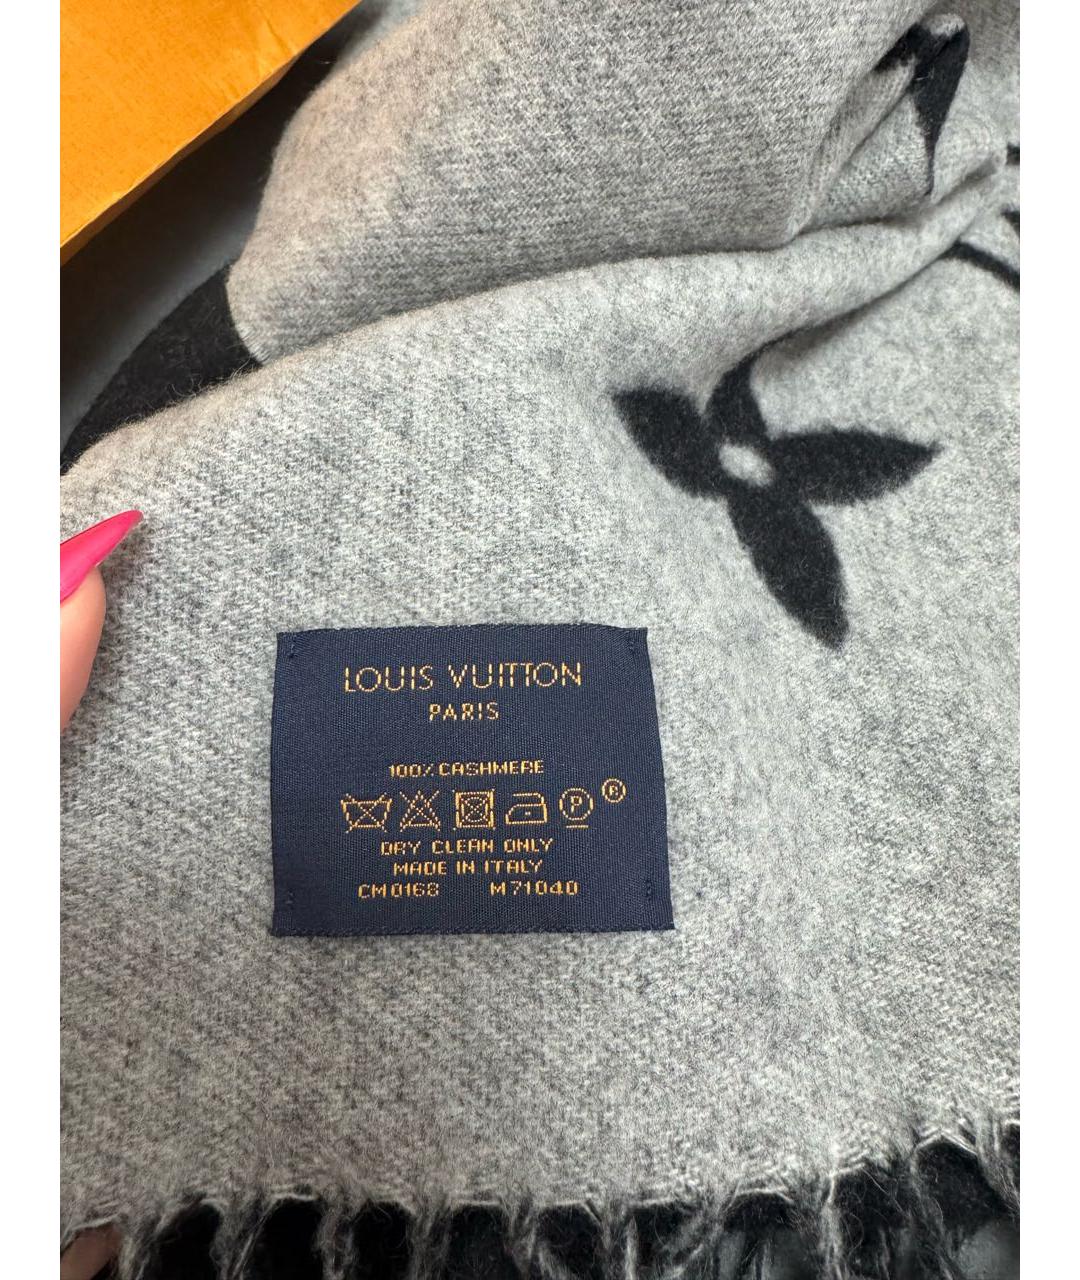 LOUIS VUITTON
PARIS
100% CASHMERE
P ®
DRY CLEAN ONLY
MADE IN ITALY
CM0168 M71040